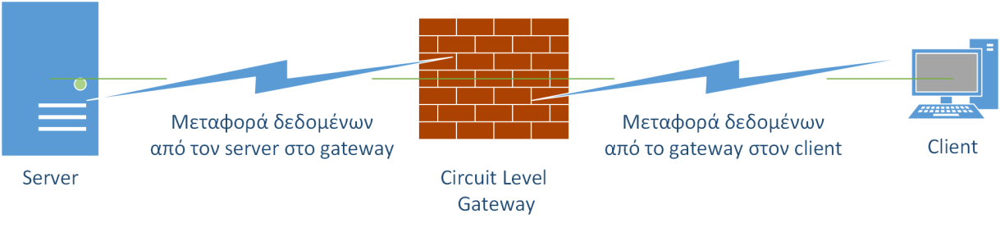 Μεταφορά δεδομένων
από τον server στο gateway
Μεταφορά δεδομένων
από το gateway στον client
Server
Circuit Level
Gateway
Client